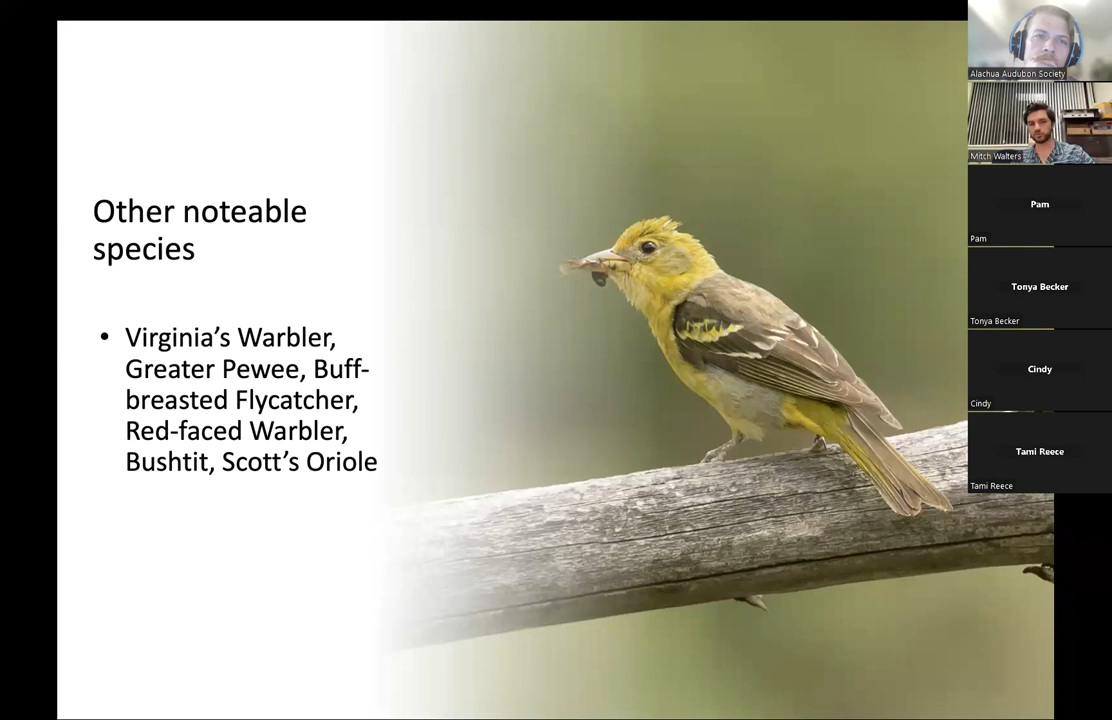 Other noteable
species
• Virginia’s Warbler,
Greater Pewee, Buff-
breasted Flycatcher,
Red-faced Warbler,
Bushtit, Scott’s Oriole
Alachua Audubon Society
Mitch Walters
Pam
Pam
Tonya Becker
Tonya Becker
Cindy
Cindy
Tami Reece
Tami Reece